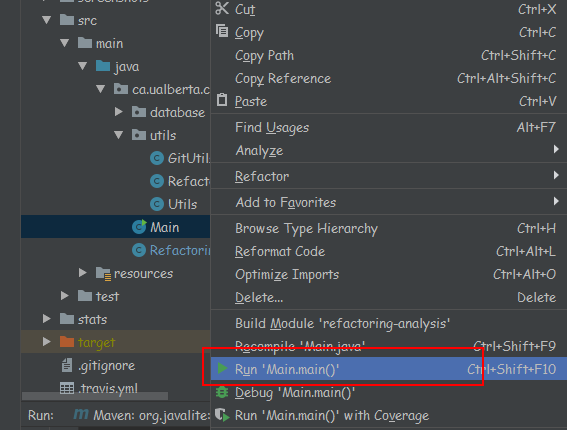 screenshots
src
main
java
ca.ualberta.c
database
utils
GitUtil
Refacto
Utils
Main
Refactoring
resources
test
stats
target
.gitignore
.travis.yml
Run: Maven: org.javalite:
Cut Ctrl+X
Copy Ctrl+C
Copy Path Ctrl+Shift+C
Copy Reference Ctrl+Alt+Shift+C
Paste Ctrl+V
Find Usages Alt+F7
Analyze
Refactor
Add to Favorites
Browse Type Hierarchy Ctrl+H
Reformat Code Ctrl+Alt+L
Optimize Imports Ctrl+Alt+O
Delete... Delete
Build Module 'refactoring-analysis'
Recompile 'Main.java' Ctrl+Shift+F9
Run 'Main.main()' Ctrl+Shift+F10
Debug 'Main.main()'
Run 'Main.main()' with Coverage